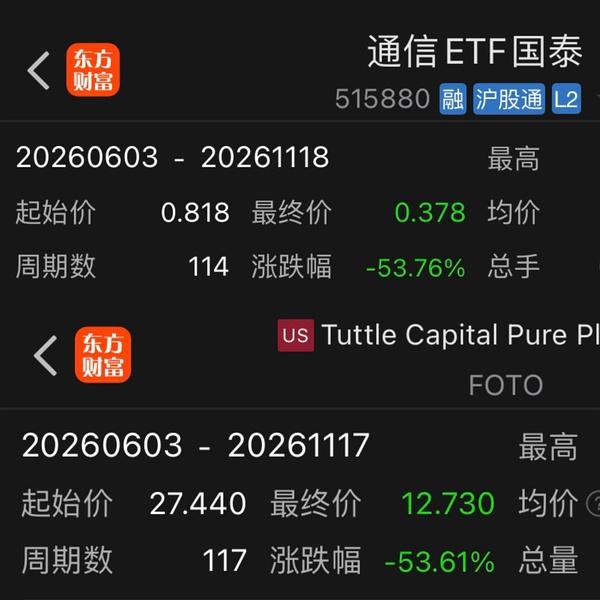 东方财富
通信ETF国泰
515880 融 沪股通 L2
20260603 - 20261118 最高
起始价 0.818 最终价 0.378 均价
周期数 114 涨跌幅 -53.76% 总手
东方财富
US Tuttle Capital Pure Pl
FOTO
20260603 - 20261117 最高
起始价 27.440 最终价 12.730 均价
周期数 117 涨跌幅 -53.61% 总量